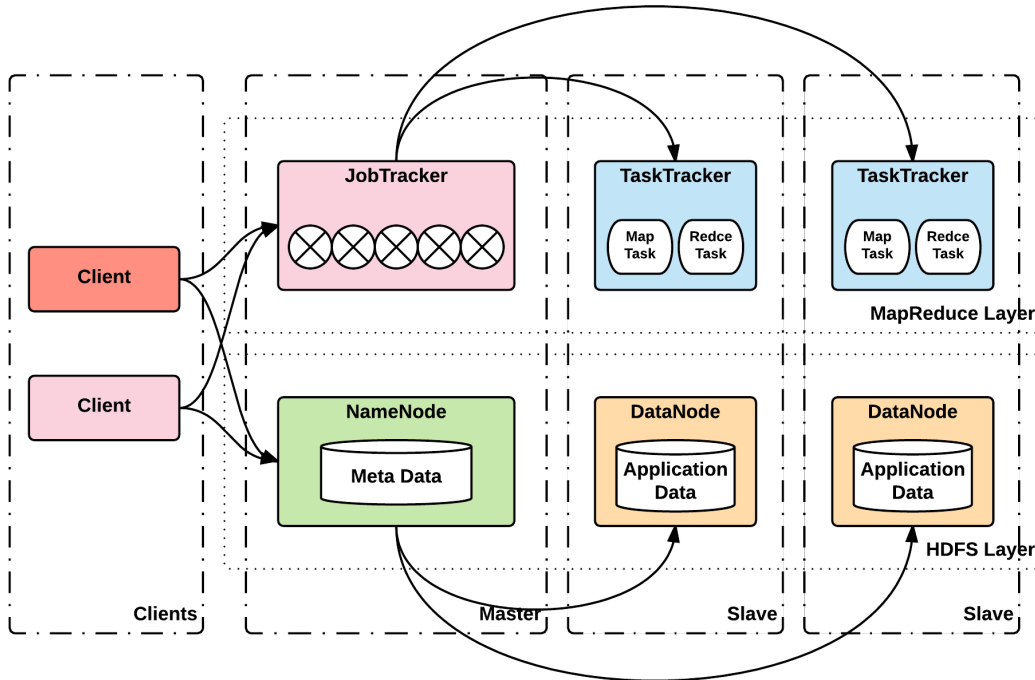 JobTracker
TaskTracker
TaskTracker
Map
Task
Redce
Task
Map
Task
Redce
Task
Client
MapReduce Layer
Client
NameNode
DataNode
DataNode
Meta Data
Application
Data
Application
Data
HDFS Layer
Clients
Master
Slave
Slave